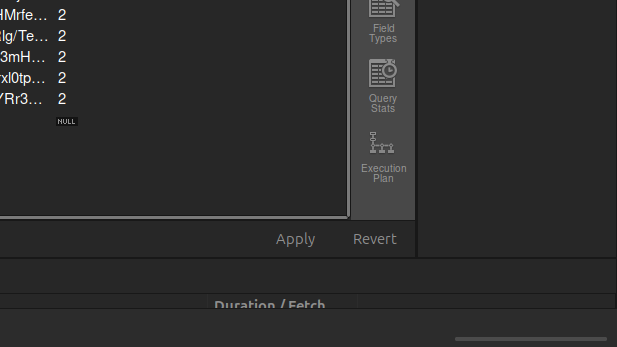 HMrfe... 2
Ig/Te... 2
3mH... 2
xl0tp... 2
YRr3... 2
NULL
Field
Types
Query
Stats
Execution
Plan
Apply Revert
Duration / Fetch